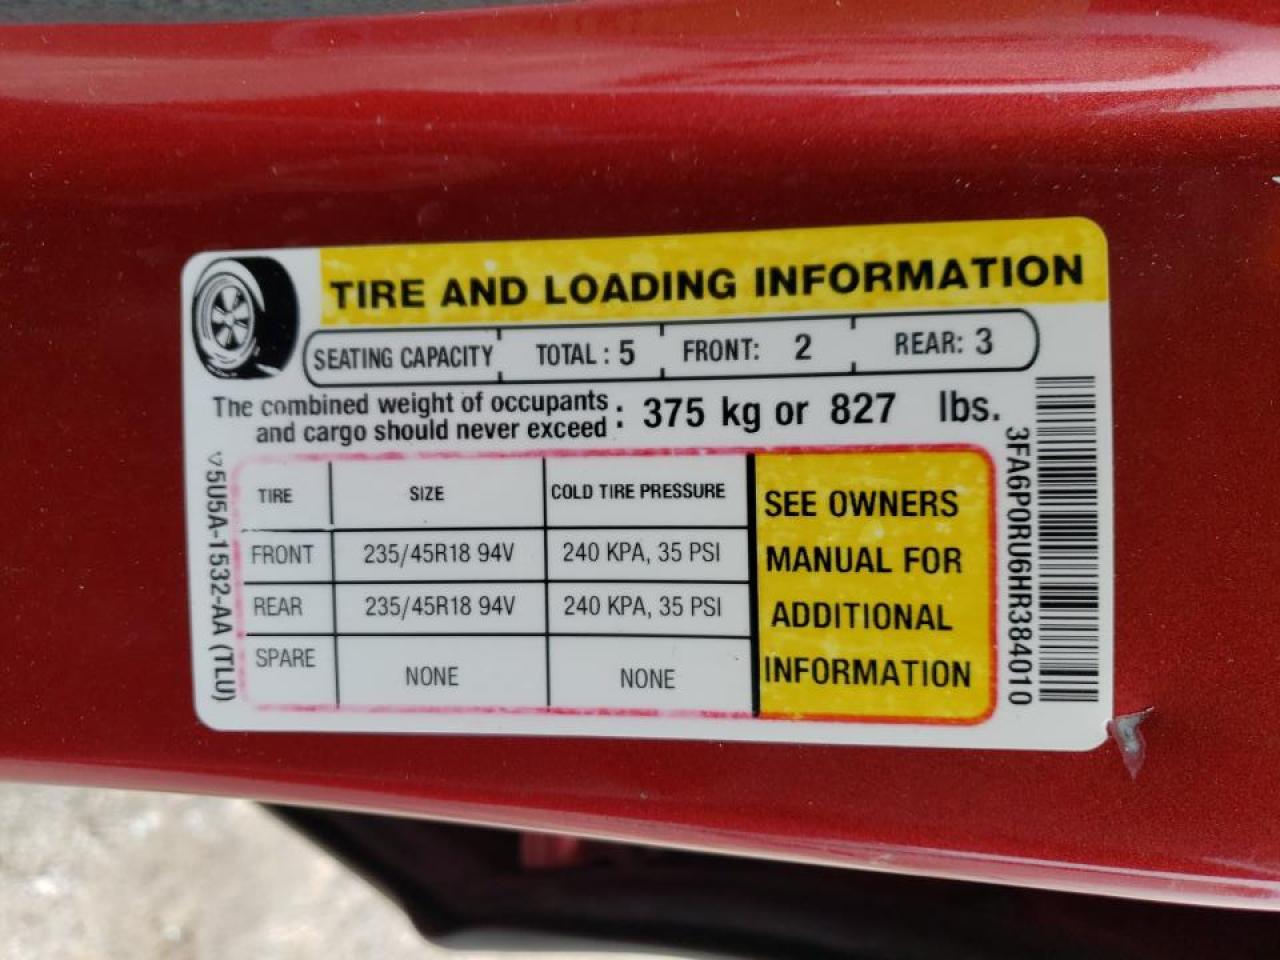 TIRE AND LOADING INFORMATION
SEATING CAPACITY TOTAL : 5 FRONT: 2 REAR: 3
The combined weight of occupants
and cargo should never exceed : 375 kg or 827 lbs.
TIRE SIZE COLD TIRE PRESSURE
FRONT 235/45R18 94V 240 KPA, 35 PSI
REAR 235/45R18 94V 240 KPA, 35 PSI
SPARE NONE NONE
SEE OWNERS
MANUAL FOR
ADDITIONAL
INFORMATION
5U5A-1532-AA (TLU)
3FA6P0RU6HR384010